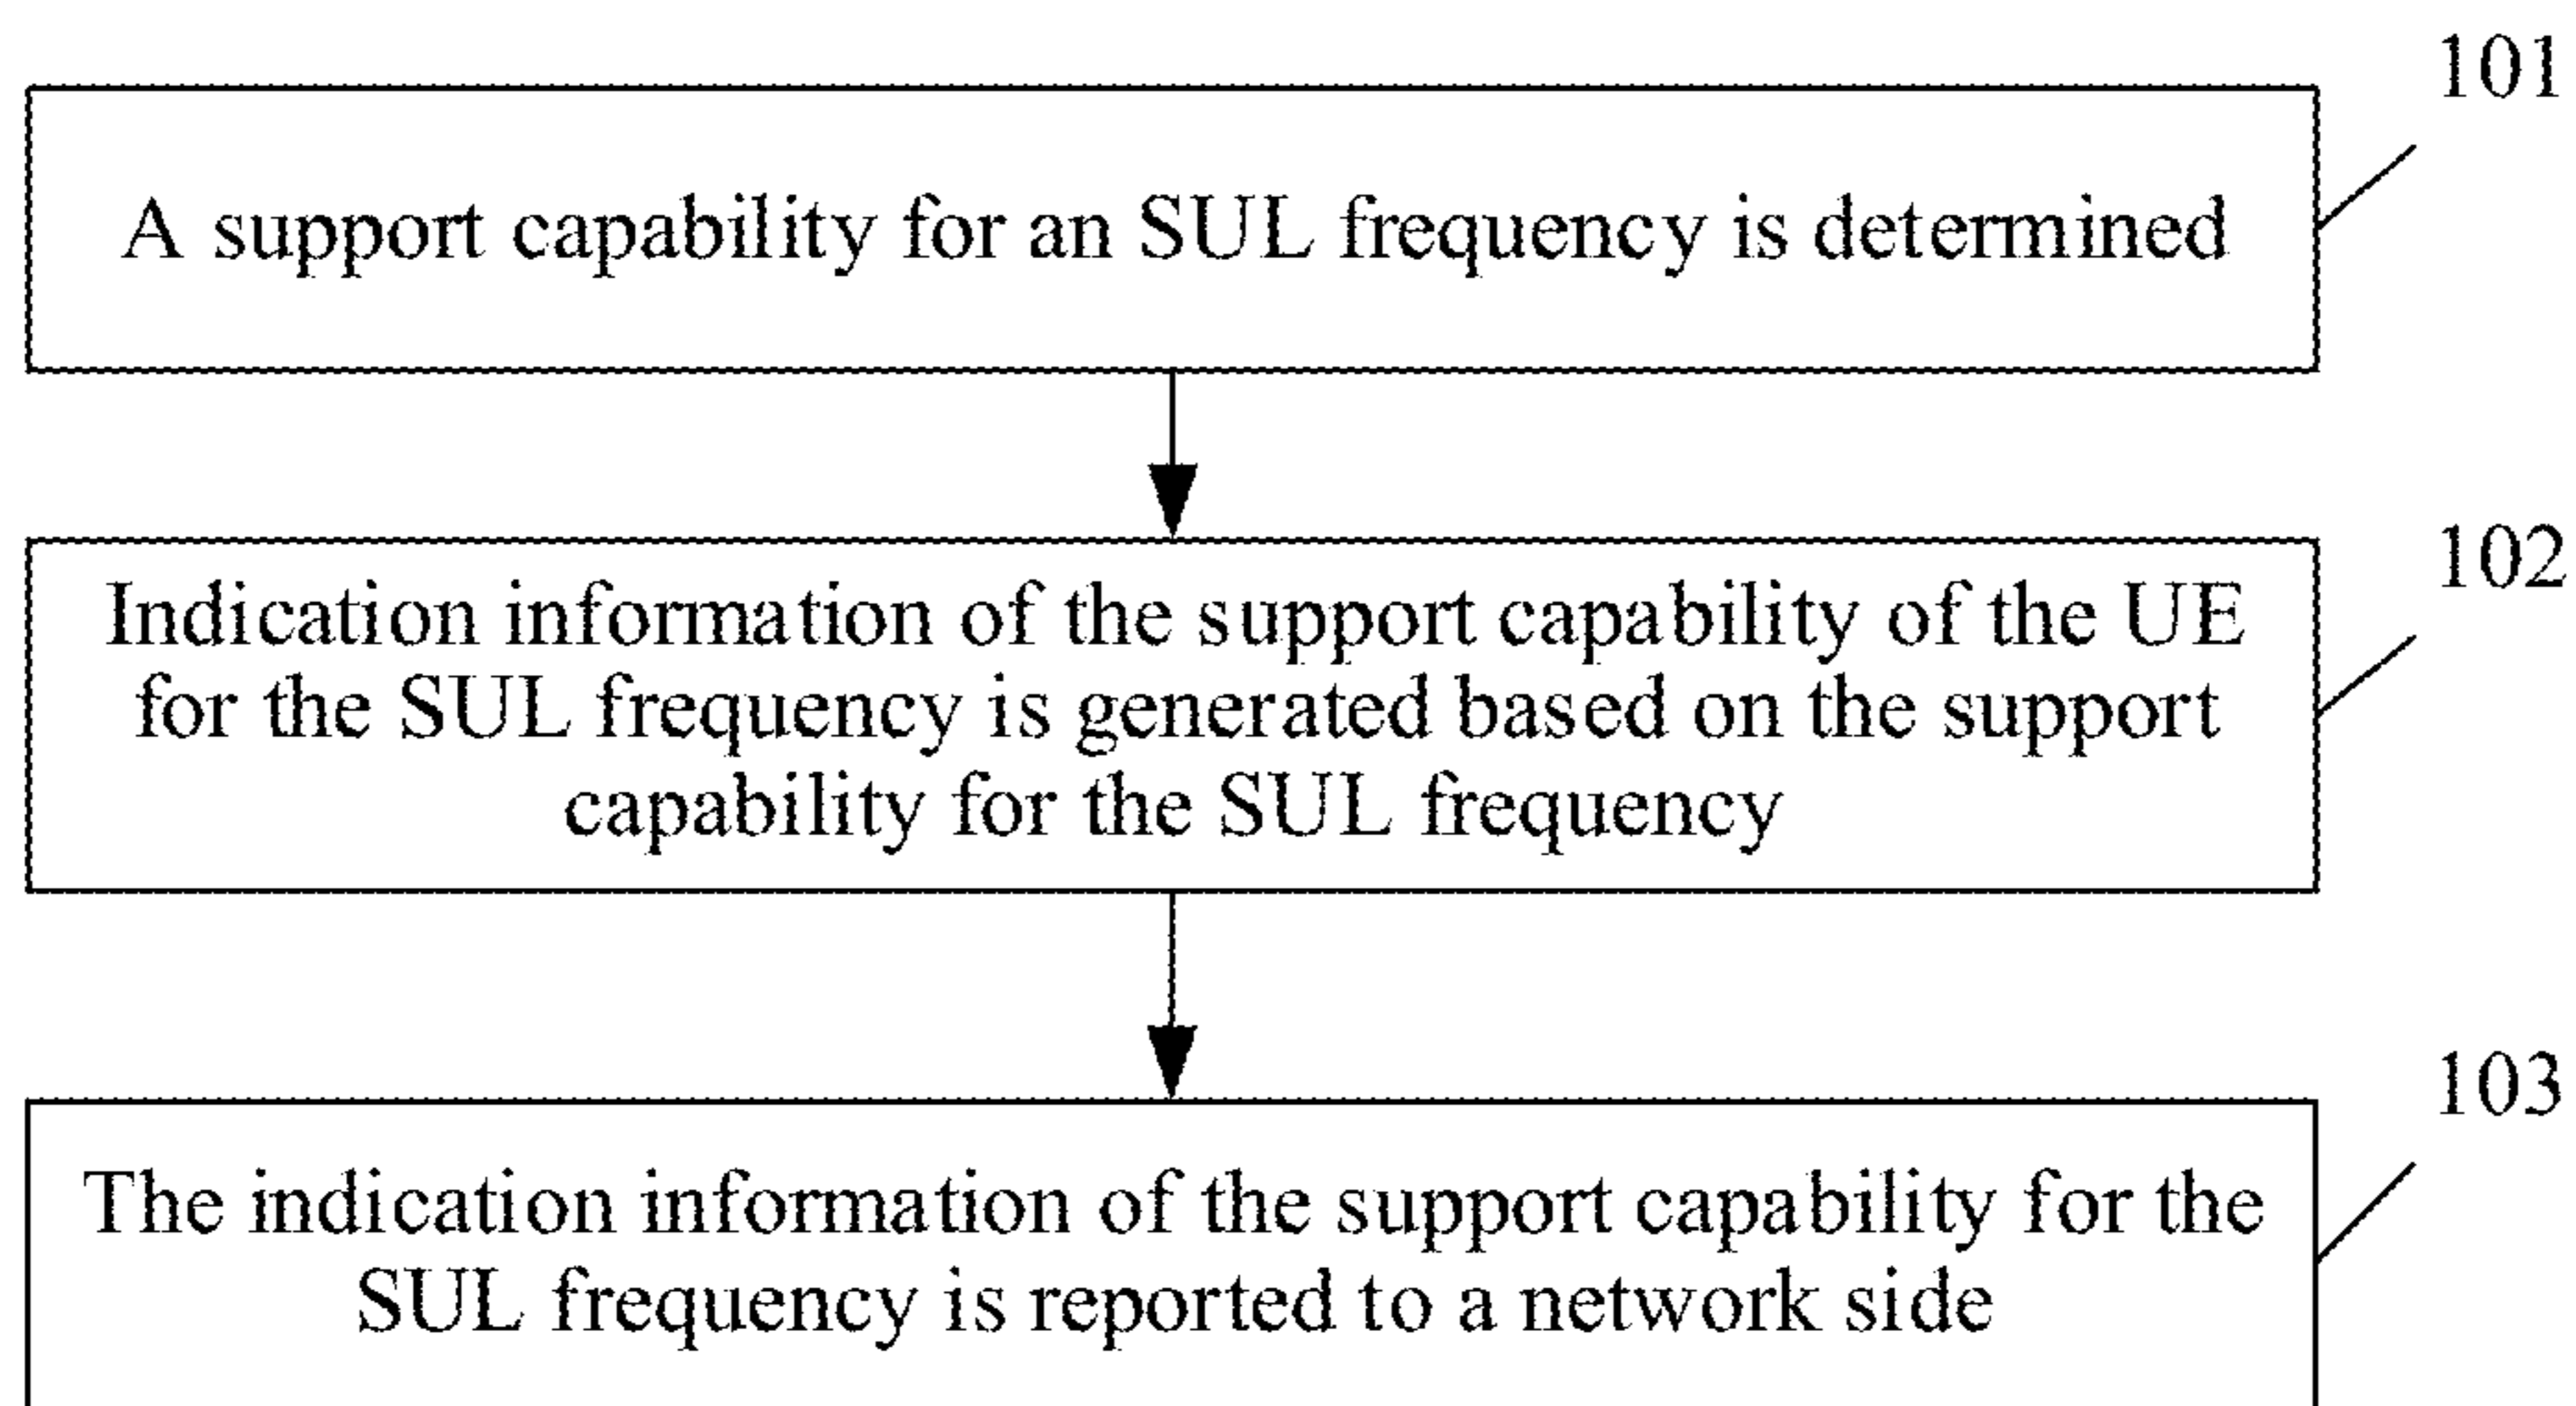 101
A support capability for an SUL frequency is determined
102
Indication information of the support capability of the UE
for the SUL frequency is generated based on the support
capability for the SUL frequency
103
The indication information of the support capability for the
SUL frequency is reported to a network side